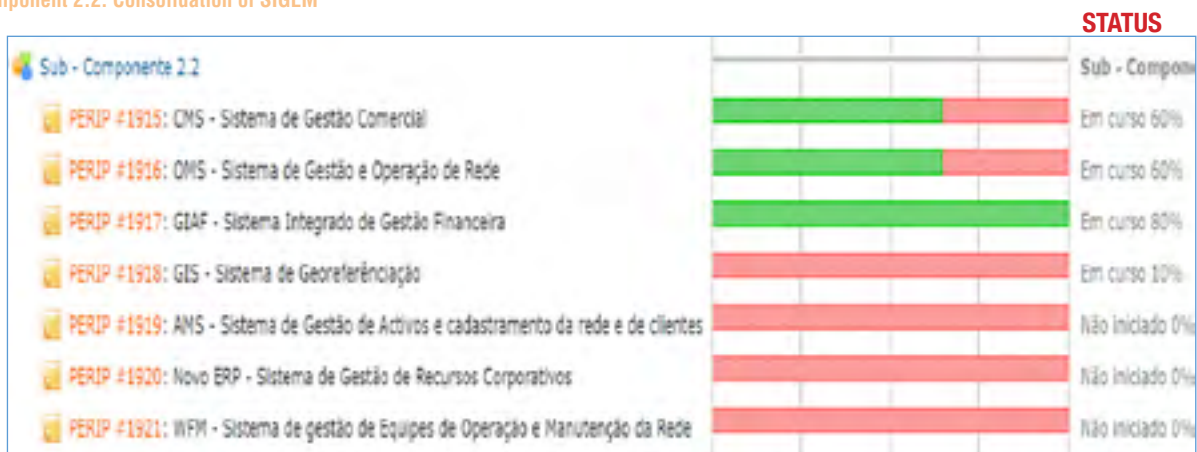 Component 2.2: Consolidation of SIGEM
STATUS
Sub - Componente 2.2
Sub - Compone
PERIP #1915: CMS - Sistema de Gestão Comercial
Em curso 60%
PERIP #1916: OMS - Sistema de Gestão e Operação de Rede
Em curso 60%
PERIP #1917: GIAF - Sistema Integrado de Gestão Financeira
Em curso 80%
PERIP #1918: GIS - Sistema de Georeferênciação
Em curso 10%
PERIP #1919: AMS - Sistema de Gestão de Activos e cadastramento da rede e de clientes
Não iniciado 0%
PERIP #1920: Novo ERP - Sistema de Gestão de Recursos Corporativos
Não iniciado 0%
PERIP #1921: WFM - Sistema de gestão de Equipes de Operação e Manutenção da Rede
Não iniciado 0%